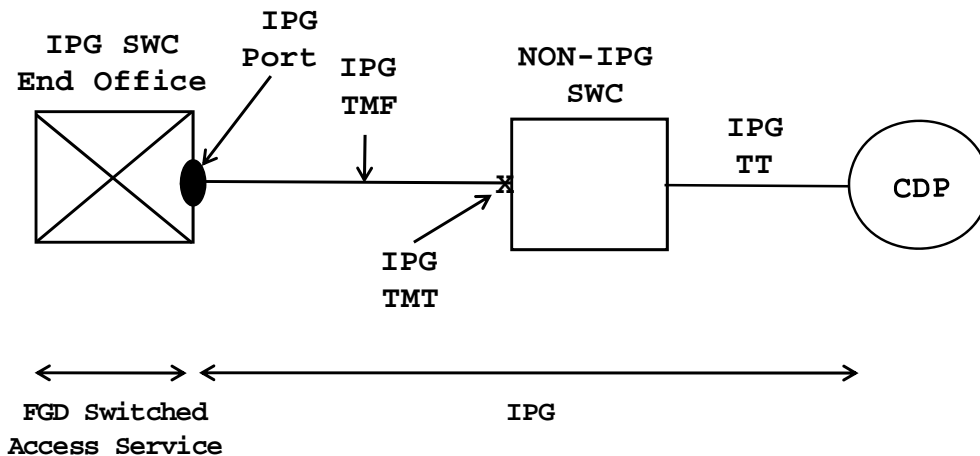 IPG SWC
End Office
IPG
Port
IPG
TMF
NON-IPG
SWC
IPG
TT
CDP
X
IPG
TMT
FGD Switched
Access Service
IPG